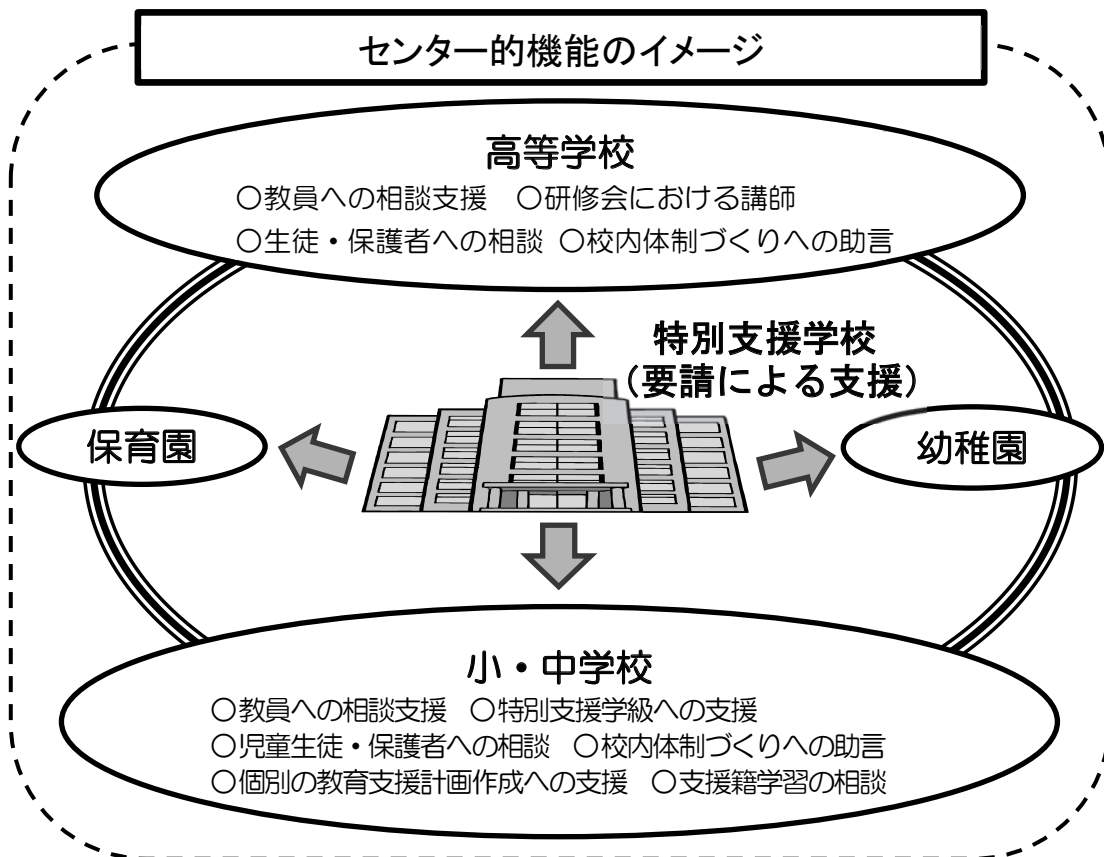 センター的機能のイメージ
高等学校
○教員への相談支援 ○研修会における講師
○生徒・保護者への相談 ○校内体制づくりへの助言
特別支援学校
（要請による支援）
保育園
幼稚園
小・中学校
○教員への相談支援 ○特別支援学級への支援
○児童生徒・保護者への相談 ○校内体制づくりへの助言
○個別の教育支援計画作成への支援 ○支援籍学習の相談